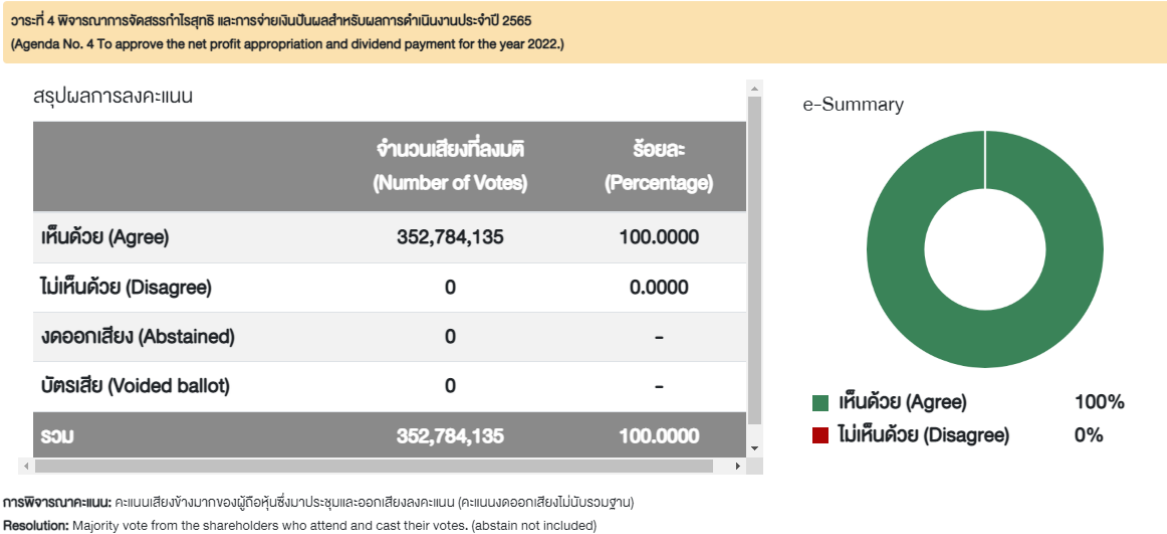 วาระที่ 4 พิจารณาการจัดสรรกำไรสุทธิ และการจ่ายเงินปันผลสำหรับผลการดำเนินงานประจำปี 2565
(Agenda No. 4 To approve the net profit appropriation and dividend payment for the year 2022.)
สรุปผลการลงคะแนน
e-Summary
จำนวนเสียงที่ลงมติ ร้อยละ
(Number of Votes) (Percentage)
เห็นด้วย (Agree) 352,784,135 100.0000
ไม่เห็นด้วย (Disagree) 0 0.0000
งดออกเสียง (Abstained) 0 -
บัตรเสีย (Voided ballot) 0 -
รวม 352,784,135 100.0000
เห็นด้วย (Agree) 100%
ไม่เห็นด้วย (Disagree) 0%
การพิจารณาคะแนน: คะแนนเสียงข้างมากของผู้ถือหุ้นซึ่งมาประชุมและออกเสียงลงคะแนน (คะแนนงดออกเสียงไม่นับรวมฐาน)
Resolution: Majority vote from the shareholders who attend and cast their votes. (abstain not included)